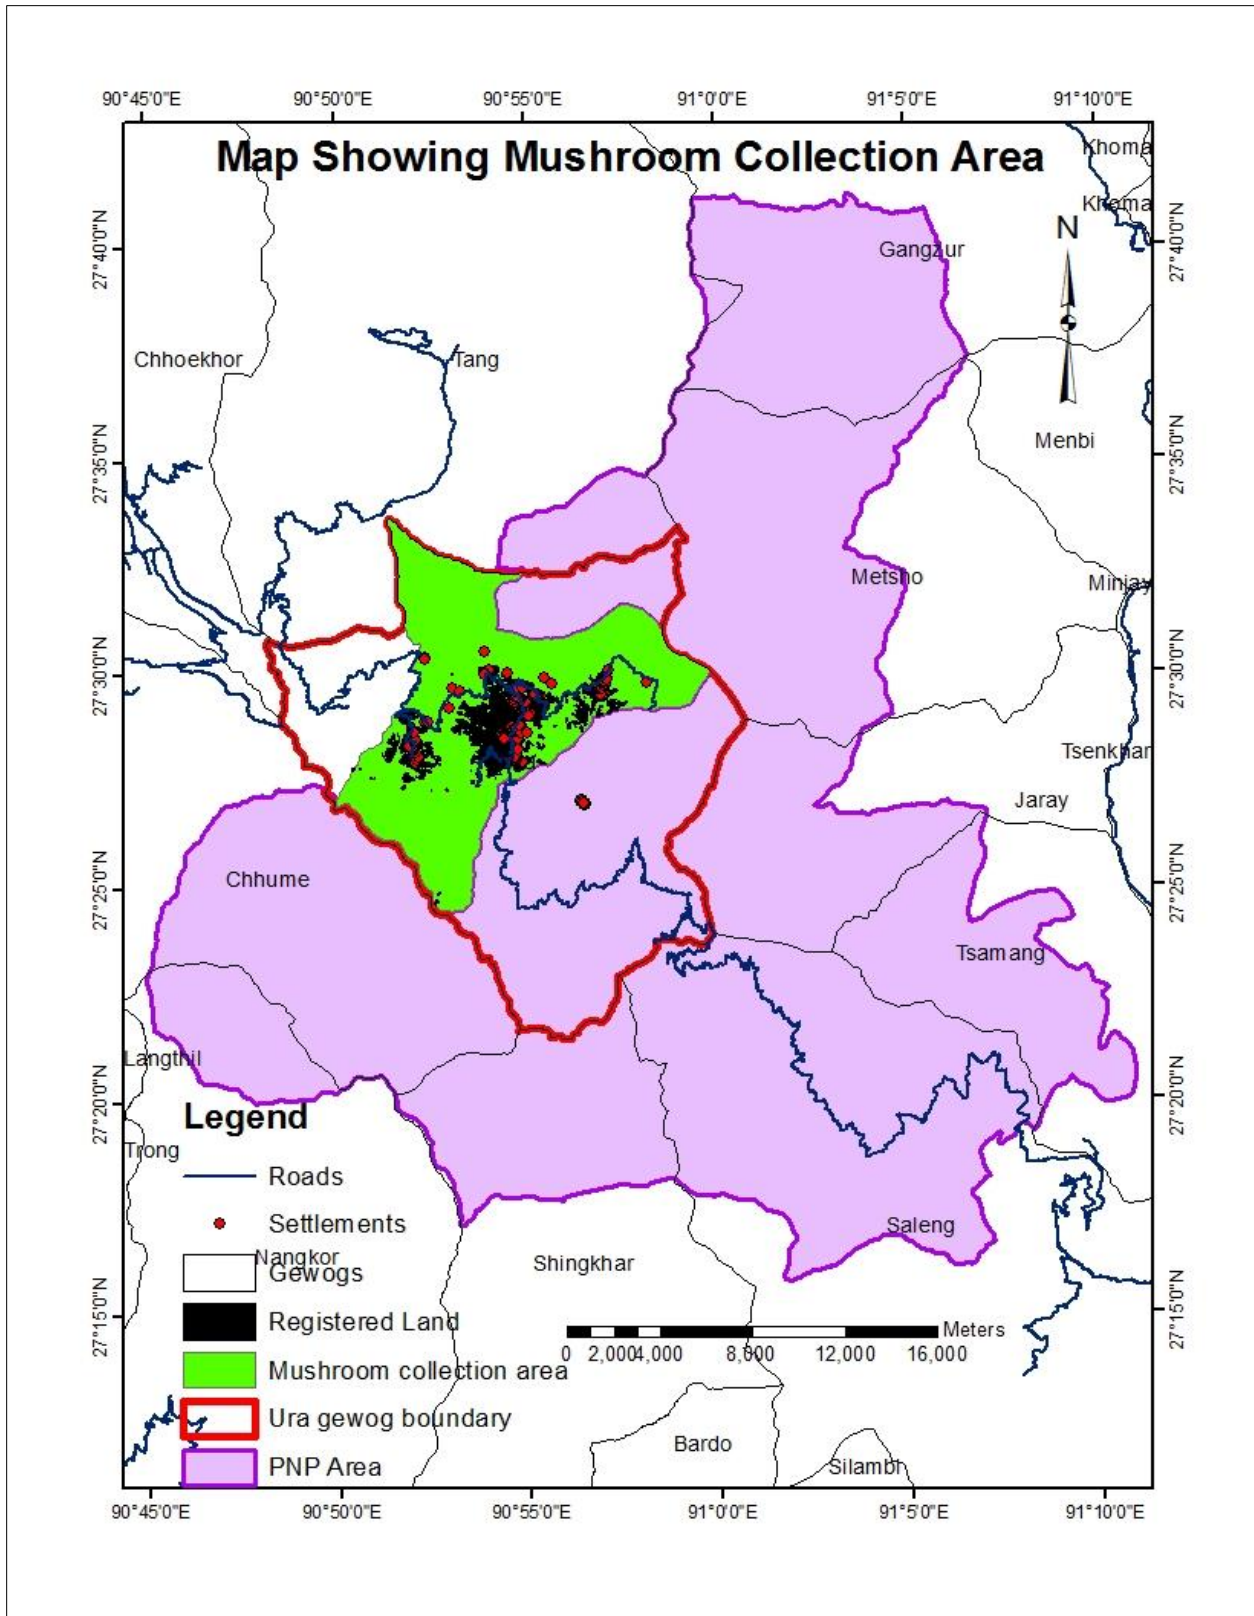 90°45'0"E 90°50'0"E 90°55'0"E 91°0'0"E 91°5'0"E 91°10'0"E
Map Showing Mushroom Collection Area
Khoma
Khoma
N
Gangzur
27°40'0"N
27°40'0"N
Chhoekhor
Tang
Menbi
27°35'0"N
27°35'0"N
Metsho
Minjay
27°30'0"N
27°30'0"N
Tsenkhar
Jaray
Chhume
27°25'0"N
27°25'0"N
Tsamang
Langthil
27°20'0"N
27°20'0"N
Trong
Saleng
Nangkor
Shingkhar
27°15'0"N
27°15'0"N
Legend
Roads
Settlements
Gewogs
Registered Land
Mushroom collection area
Ura gewog boundary
PNP Area
Meters
0 2,000 4,000 8,000 12,000 16,000
Bardo
Silambi
90°45'0"E 90°50'0"E 90°55'0"E 91°0'0"E 91°5'0"E 91°10'0"E